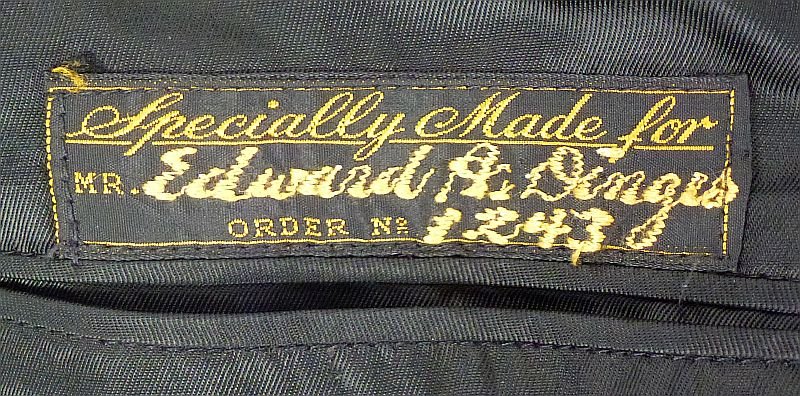 Specially Made for
MR. Edward
ORDER Nº 1243